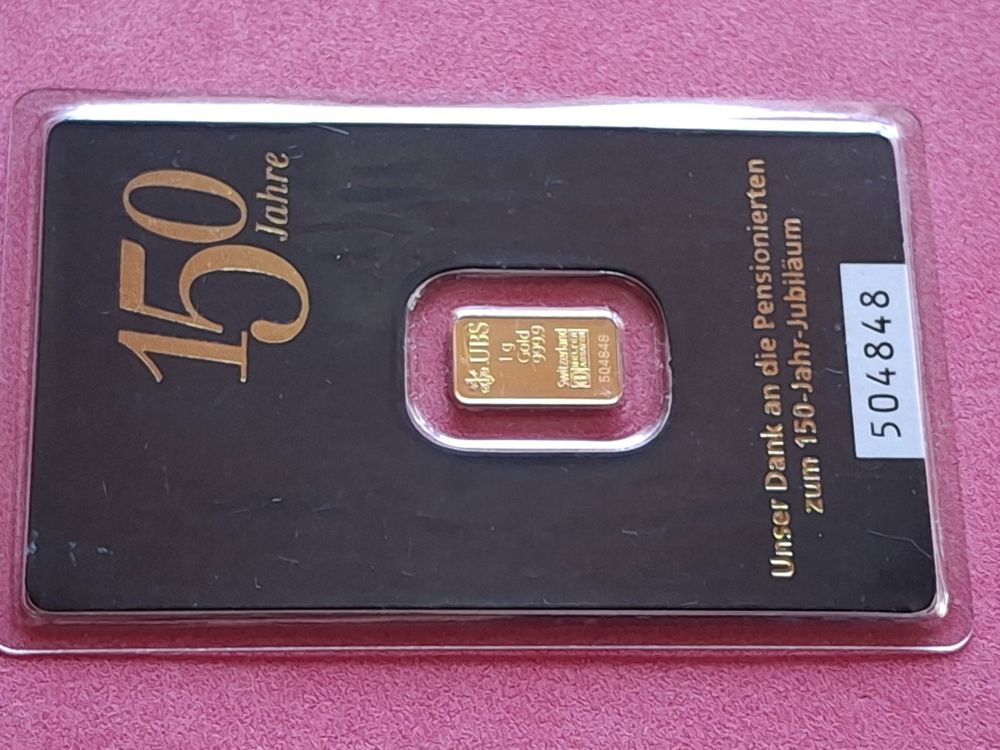 150
Jahre
UBS
1 g
Gold
999.9
Switzerland
504848
Unser Dank an die Pensionierten
zum 150-Jahr-Jubiläum
504848